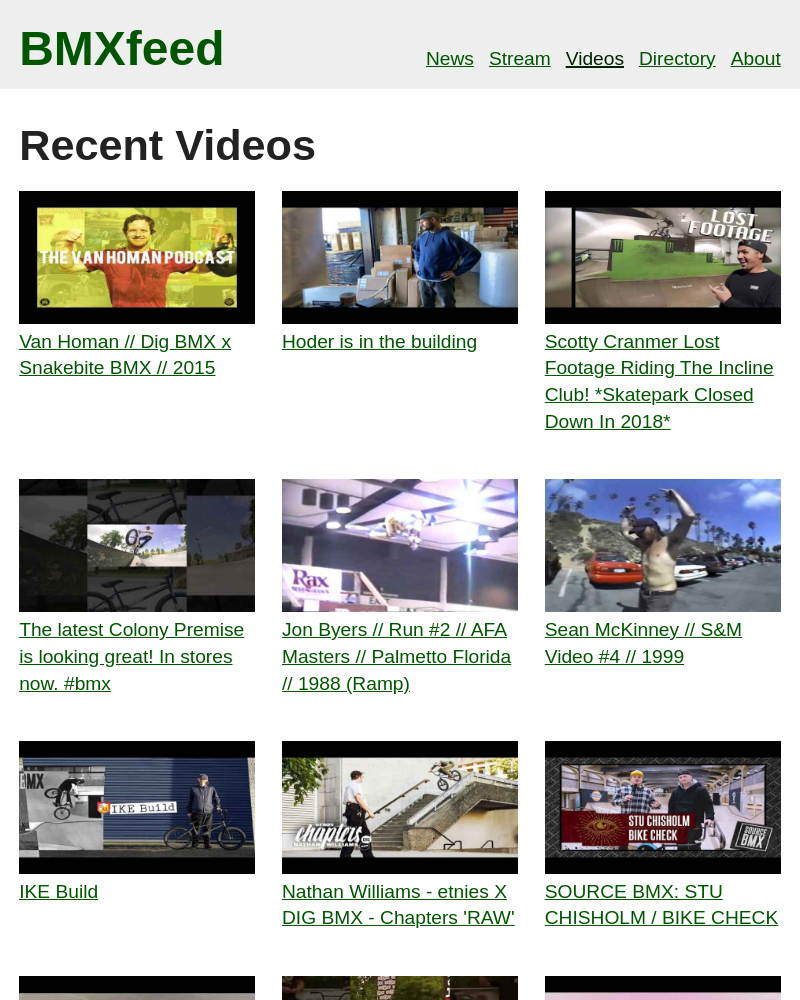 BMXfeed
News Stream Videos Directory About
Recent Videos
THE VAN HOMAN PODCAST
LOST
FOOTAGE
Van Homan // Dig BMX x
Snakebite BMX // 2015
Hoder is in the building
Scotty Cranmer Lost
Footage Riding The Incline
Club! *Skatepark Closed
Down In 2018*
Rax
The latest Colony Premise
is looking great! In stores
now. #bmx
Jon Byers // Run #2 // AFA
Masters // Palmetto Florida
// 1988 (Ramp)
Sean McKinney // S&M
Video #4 // 1999
IKE Build
chapters
NATHAN WILLIAMS
STU CHISHOLM
BIKE CHECK
SOURCE
BMX
IKE Build
Nathan Williams - etnies X
DIG BMX - Chapters 'RAW'
SOURCE BMX: STU
CHISHOLM / BIKE CHECK